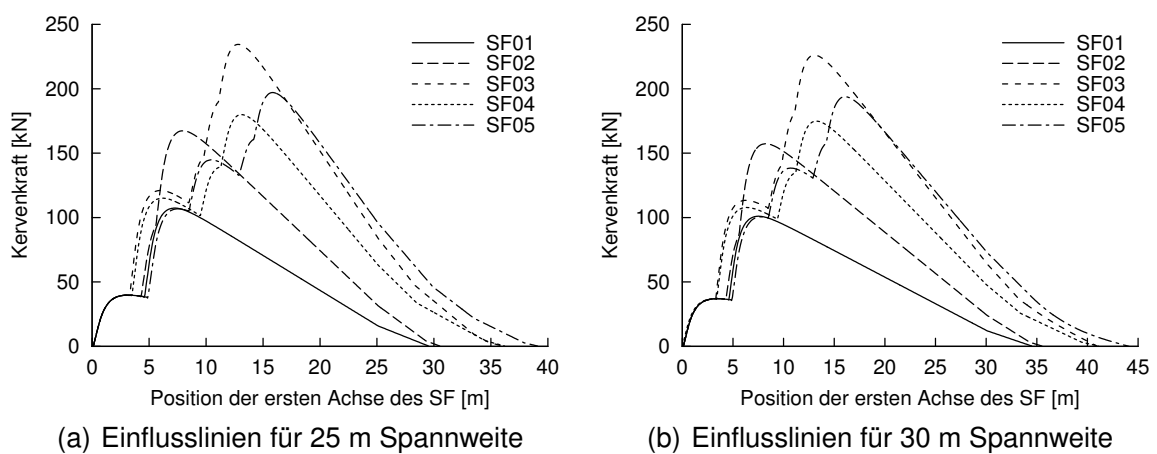 Kervenkraft [kN]
250
200
150
100
50
0
SF01
SF02
SF03
SF04
SF05
0 5 10 15 20 25 30 35 40
Position der ersten Achse des SF [m]
(a) Einflusslinien für 25 m Spannweite
Kervenkraft [kN]
250
200
150
100
50
0
SF01
SF02
SF03
SF04
SF05
0 5 10 15 20 25 30 35 40 45
Position der ersten Achse des SF [m]
(b) Einflusslinien für 30 m Spannweite